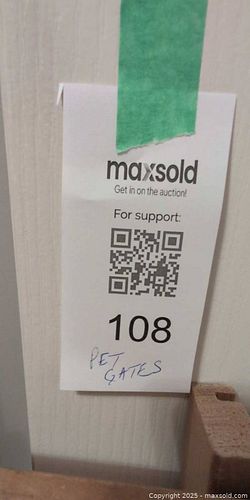 maxsold
Get in on the auction!
For support:
108
PET
GATES
Copyright © 2025 - maxsold.com